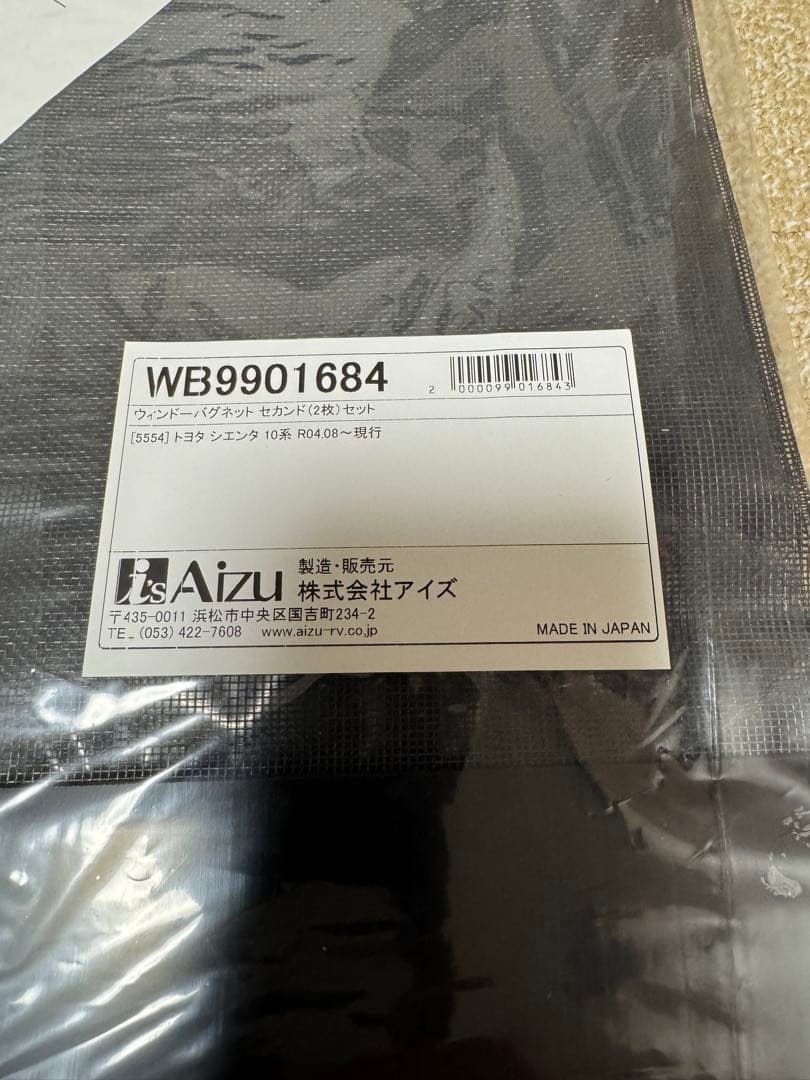 WB9901684
2 000099 016843
ウィンドーバグネット セカンド(2枚)セット
[5554]トヨタ シエンタ 10系 R04.08～現行
i's Aizu
製造・販売元
株式会社アイズ
〒435-0011 浜松市中央区国吉町234-2
TEL (053) 422-7608 www.aizu-rv.co.jp
MADE IN JAPAN